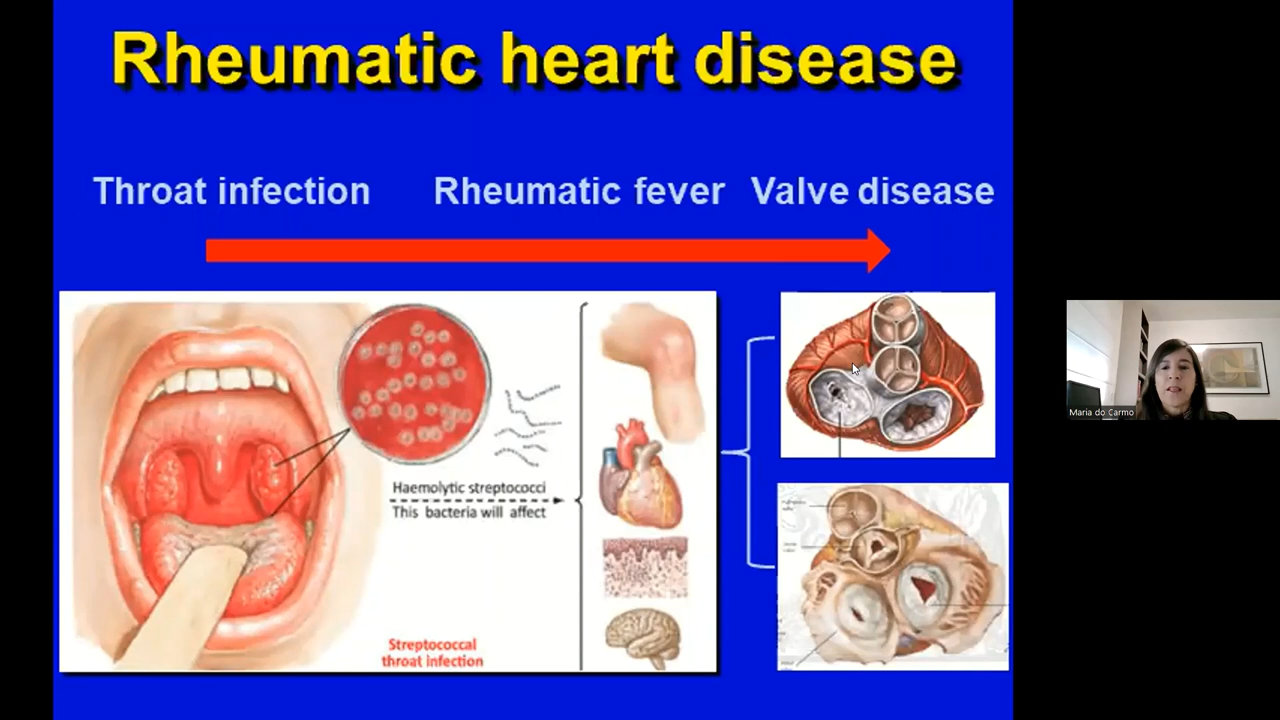 Rheumatic heart disease
Throat infection
Rheumatic fever
Valve disease
Haemolytic streptococci
This bacteria will affect
Streptococcal
throat infection
Maria do Carmo